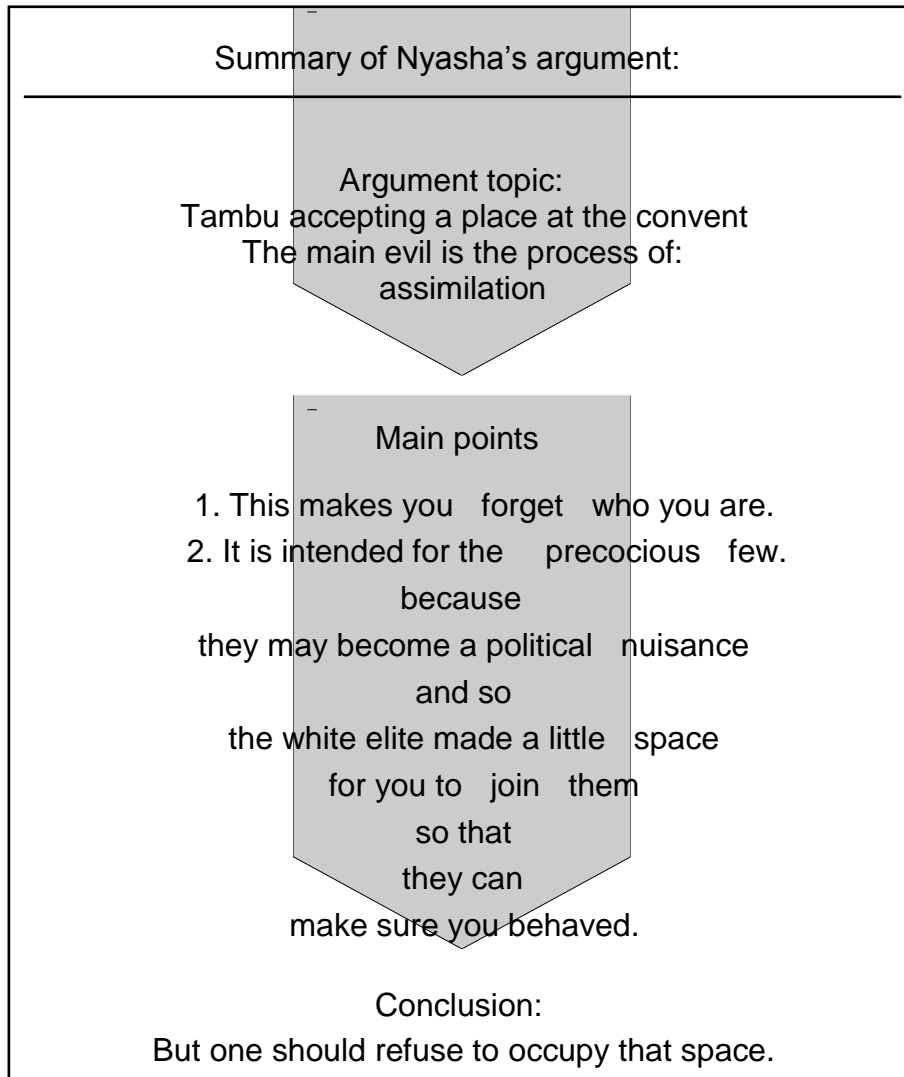 Summary of Nyasha’s argument:
Argument topic:
Tambu accepting a place at the convent
The main evil is the process of:
assimilation
Main points
1. This makes you forget who you are.
2. It is intended for the precocious few.
because
they may become a political nuisance
and so
the white elite made a little space
for you to join them
so that
they can
make sure you behaved.
Conclusion:
But one should refuse to occupy that space.